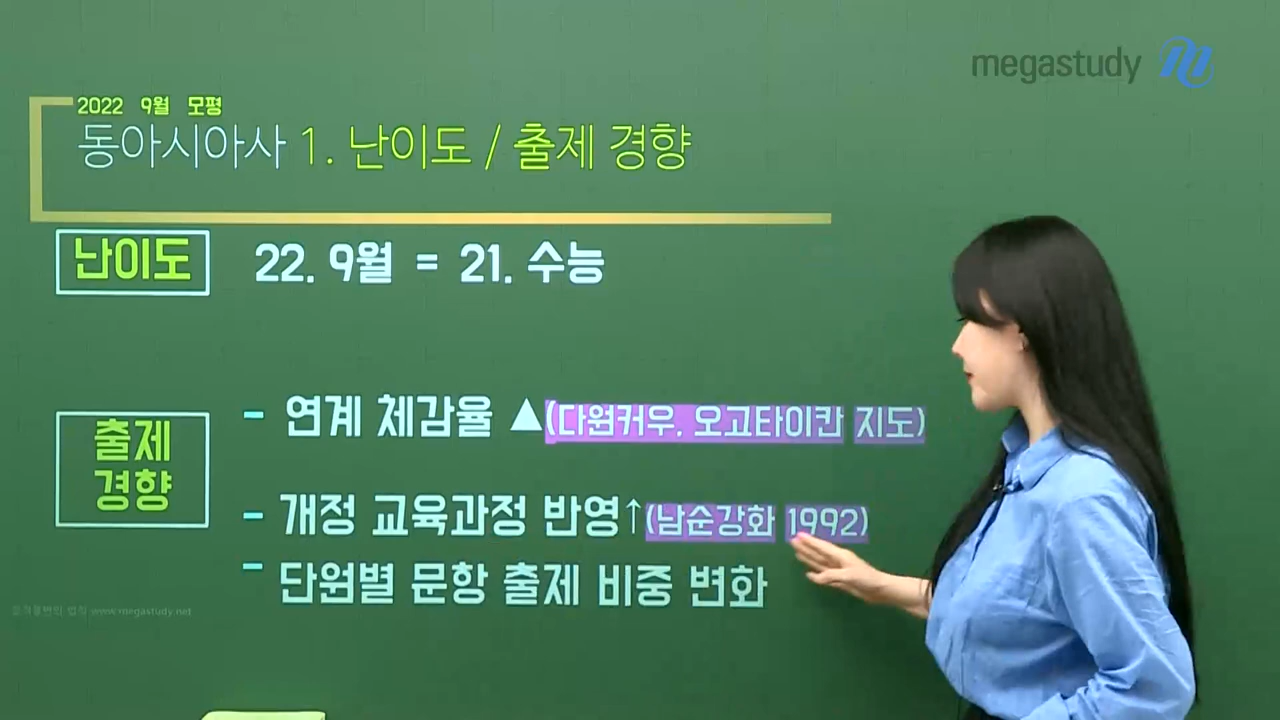 megastudy
2022 9월 모평
동아시아사 1. 난이도 / 출제 경향
난이도 22. 9월 = 21. 수능
출제
경향
- 연계 체감율 ▲(다원커우. 오고타이칸 지도)
- 개정 교육과정 반영↑(남순강화 1992)
- 단원별 문항 출제 비중 변화
www.megastudy.net